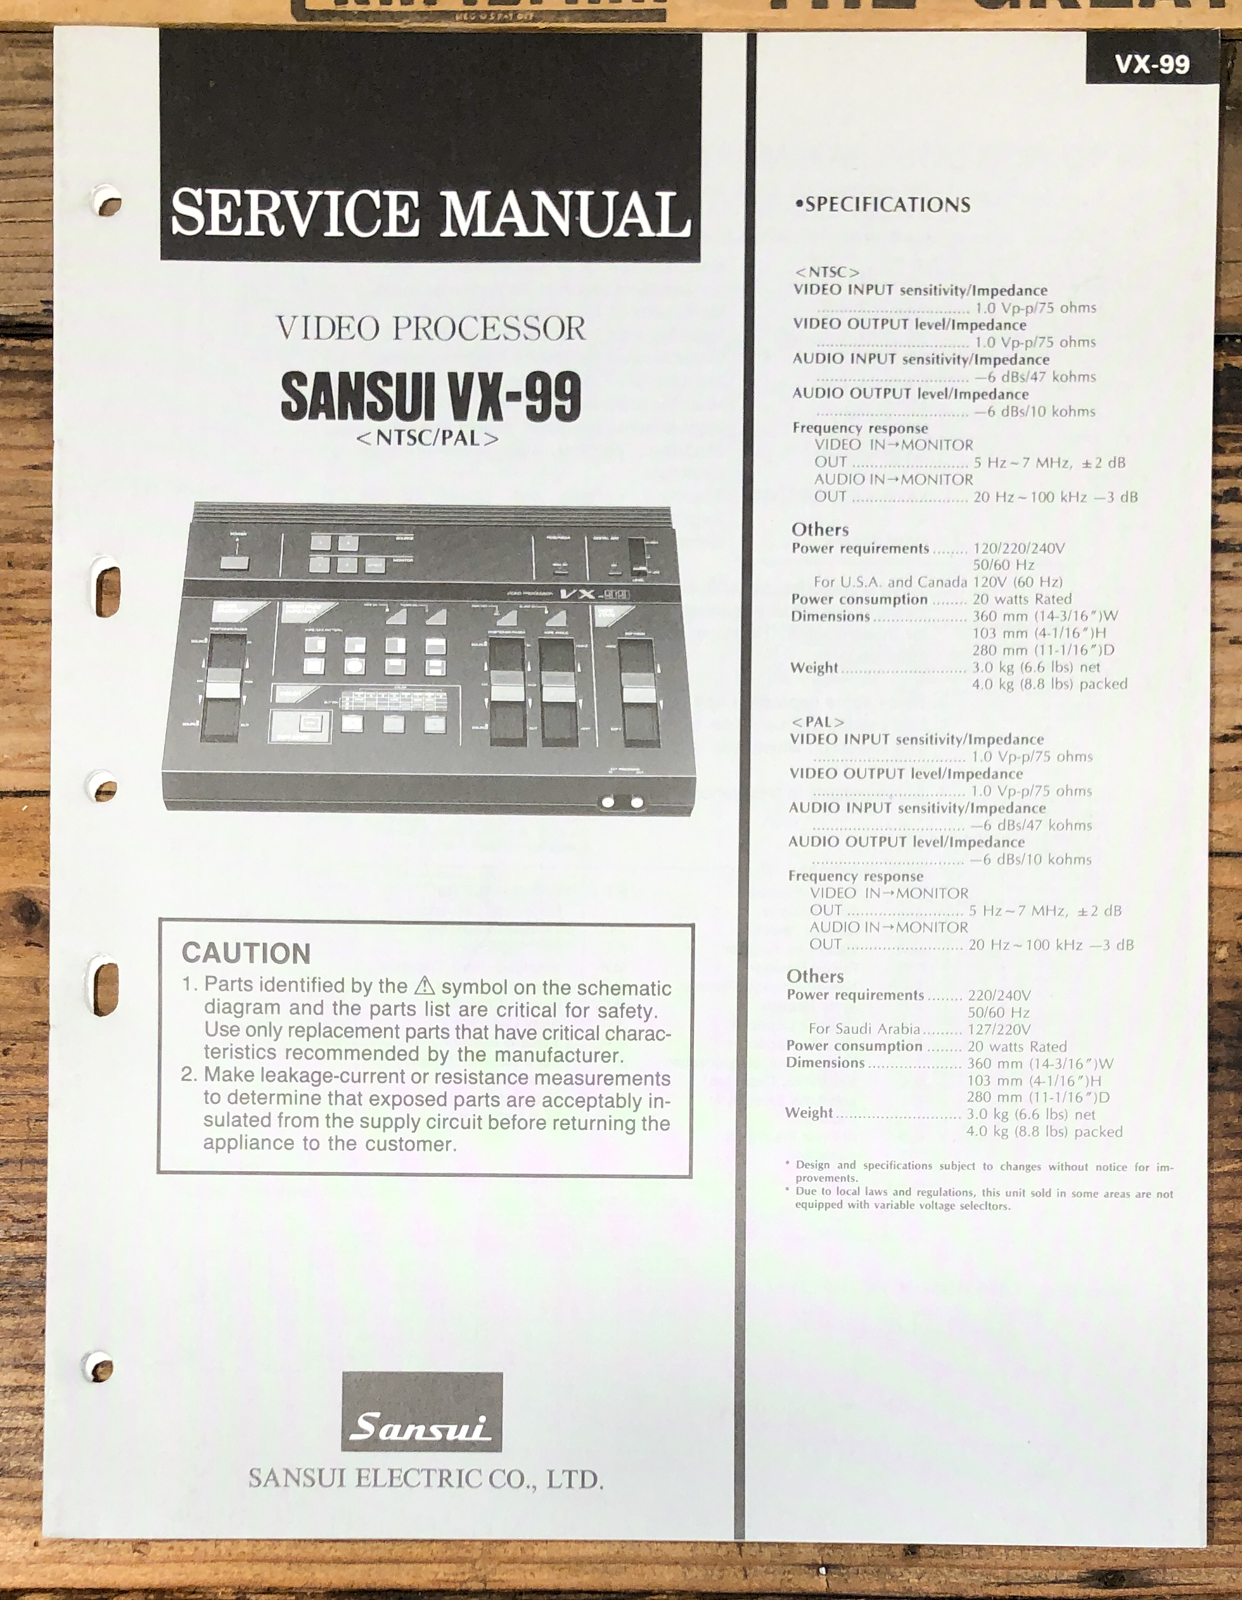 THE GREAT
VX-99
SERVICE MANUAL
VIDEO PROCESSOR
SANSUI VX-99
<NTSC/PAL>
POWER
VIDEO PROCESSOR VX-99
CAUTION
1. Parts identified by the ⚠ symbol on the schematic
diagram and the parts list are critical for safety.
Use only replacement parts that have critical charac-
teristics recommended by the manufacturer.
2. Make leakage-current or resistance measurements
to determine that exposed parts are acceptably in-
sulated from the supply circuit before returning the
appliance to the customer.
Sansui
SANSUI ELECTRIC CO., LTD.
•SPECIFICATIONS
<NTSC>
VIDEO INPUT sensitivity/Impedance
................................... 1.0 Vp-p/75 ohms
VIDEO OUTPUT level/Impedance
................................... 1.0 Vp-p/75 ohms
AUDIO INPUT sensitivity/Impedance
................................... —6 dBs/47 kohms
AUDIO OUTPUT level/Impedance
................................... —6 dBs/10 kohms
Frequency response
VIDEO IN→MONITOR
OUT ........................... 5 Hz~7 MHz, ±2 dB
AUDIO IN→MONITOR
OUT ........................... 20 Hz~100 kHz —3 dB
Others
Power requirements ........ 120/220/240V
50/60 Hz
For U.S.A. and Canada 120V (60 Hz)
Power consumption ........ 20 watts Rated
Dimensions ...................... 360 mm (14-3/16″)W
103 mm (4-1/16″)H
280 mm (11-1/16″)D
Weight ............................. 3.0 kg (6.6 lbs) net
4.0 kg (8.8 lbs) packed
<PAL>
VIDEO INPUT sensitivity/Impedance
................................... 1.0 Vp-p/75 ohms
VIDEO OUTPUT level/Impedance
................................... 1.0 Vp-p/75 ohms
AUDIO INPUT sensitivity/Impedance
................................... —6 dBs/47 kohms
AUDIO OUTPUT level/Impedance
................................... —6 dBs/10 kohms
Frequency response
VIDEO IN→MONITOR
OUT ........................... 5 Hz~7 MHz, ±2 dB
AUDIO IN→MONITOR
OUT ........................... 20 Hz~100 kHz —3 dB
Others
Power requirements ........ 220/240V
50/60 Hz
For Saudi Arabia ......... 127/220V
Power consumption ........ 20 watts Rated
Dimensions ...................... 360 mm (14-3/16″)W
103 mm (4-1/16″)H
280 mm (11-1/16″)D
Weight ............................. 3.0 kg (6.6 lbs) net
4.0 kg (8.8 lbs) packed
* Design and specifications subject to changes without notice for im-
provements.
* Due to local laws and regulations, this unit sold in some areas are not
equipped with variable voltage selecltors.